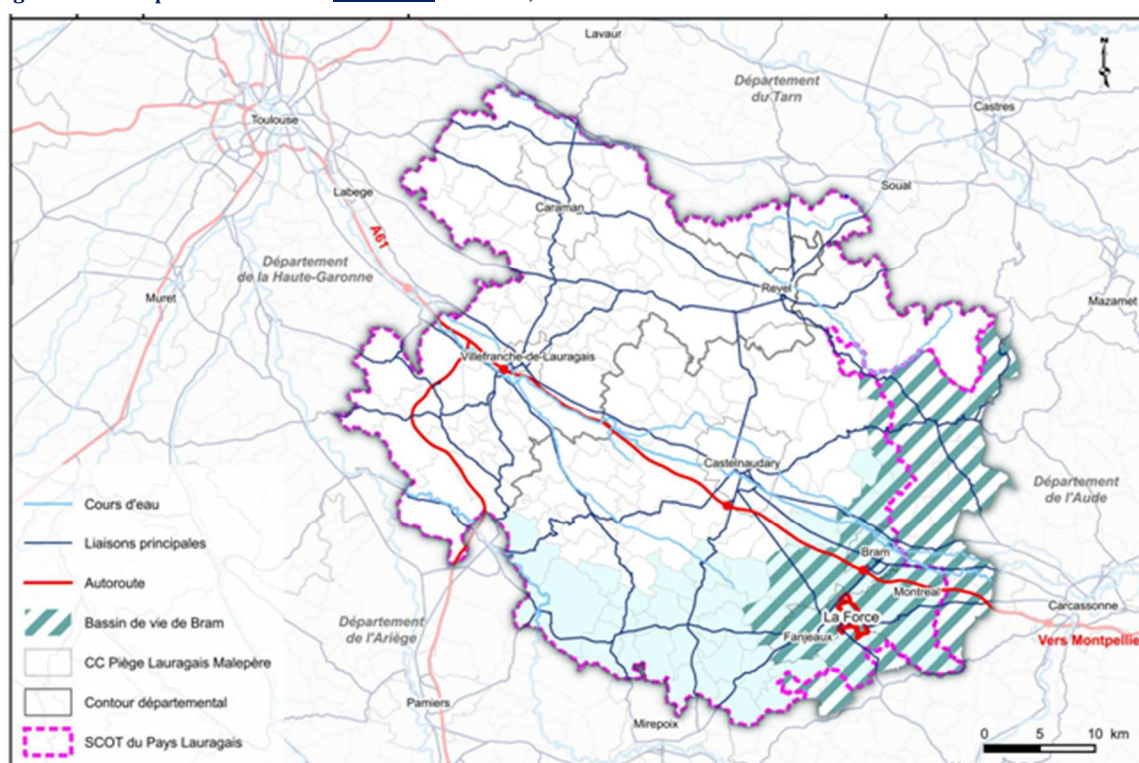 Lavaur
Département
du Tarn
Castres
Toulouse
Soual
Labege
Caraman
A61
Département
de la Haute-Garonne
Muret
Revel
Mazamet
Villefranche-de-Lauragais
Castelnaudary
Département
de l'Aude
Cours d'eau
Liaisons principales
Autoroute
Bassin de vie de Bram
CC Piège Lauragais Malepère
Contour départemental
SCOT du Pays Lauragais
Bram
Montreal
Carcassonne
La Force
Fanjeaux
Vers Montpellie
Département
de l'Ariège
Pamiers
Mirepoix
0 5 10 km
N